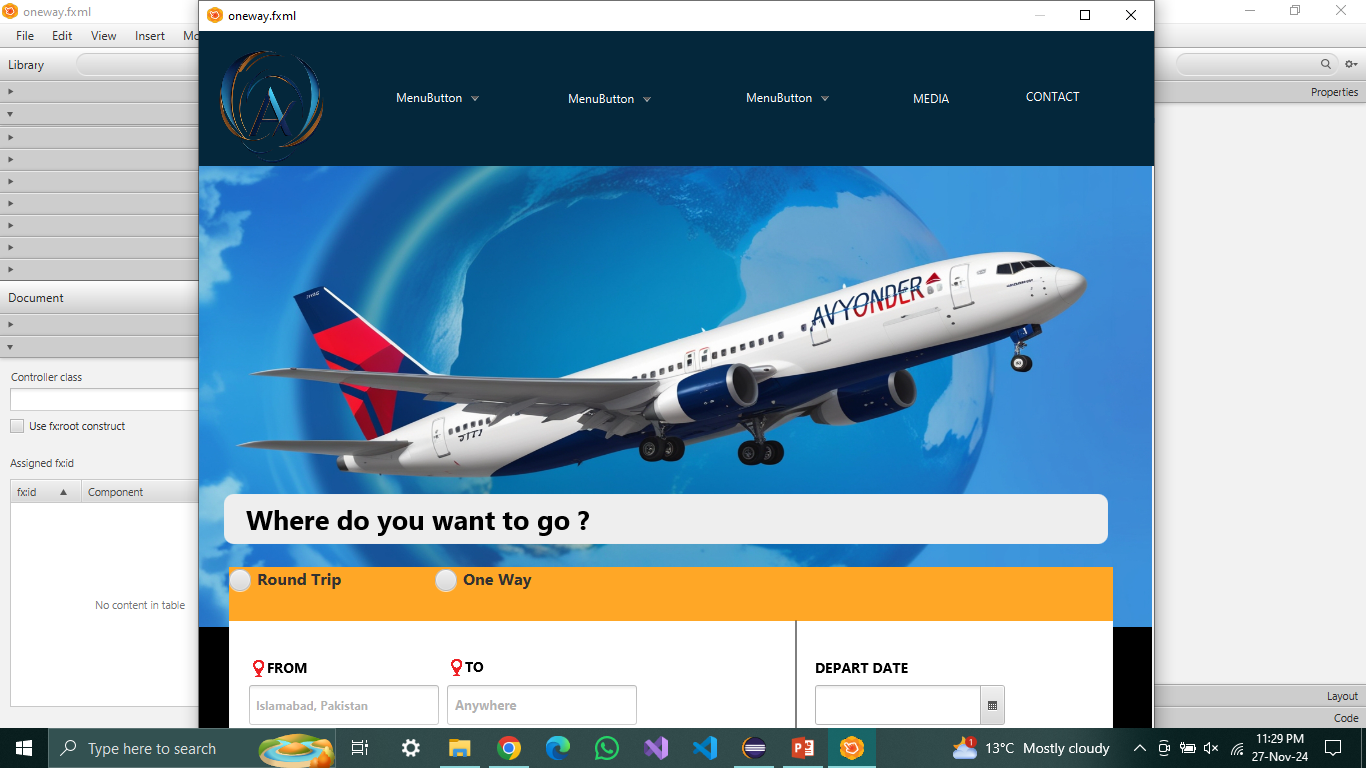 oneway.fxml
oneway.fxml
File Edit View Insert Mo
Library
Properties
MenuButton
MenuButton
MenuButton
MEDIA
CONTACT
AVYONDER
Document
Controller class
Use fx:root construct
Assigned fx:id
fx:id Component
No content in table
Where do you want to go ?
Round Trip
One Way
FROM
TO
DEPART DATE
Islamabad, Pakistan
Anywhere
Layout
Code
Type here to search
1
13°C Mostly cloudy
11:29 PM
27-Nov-24